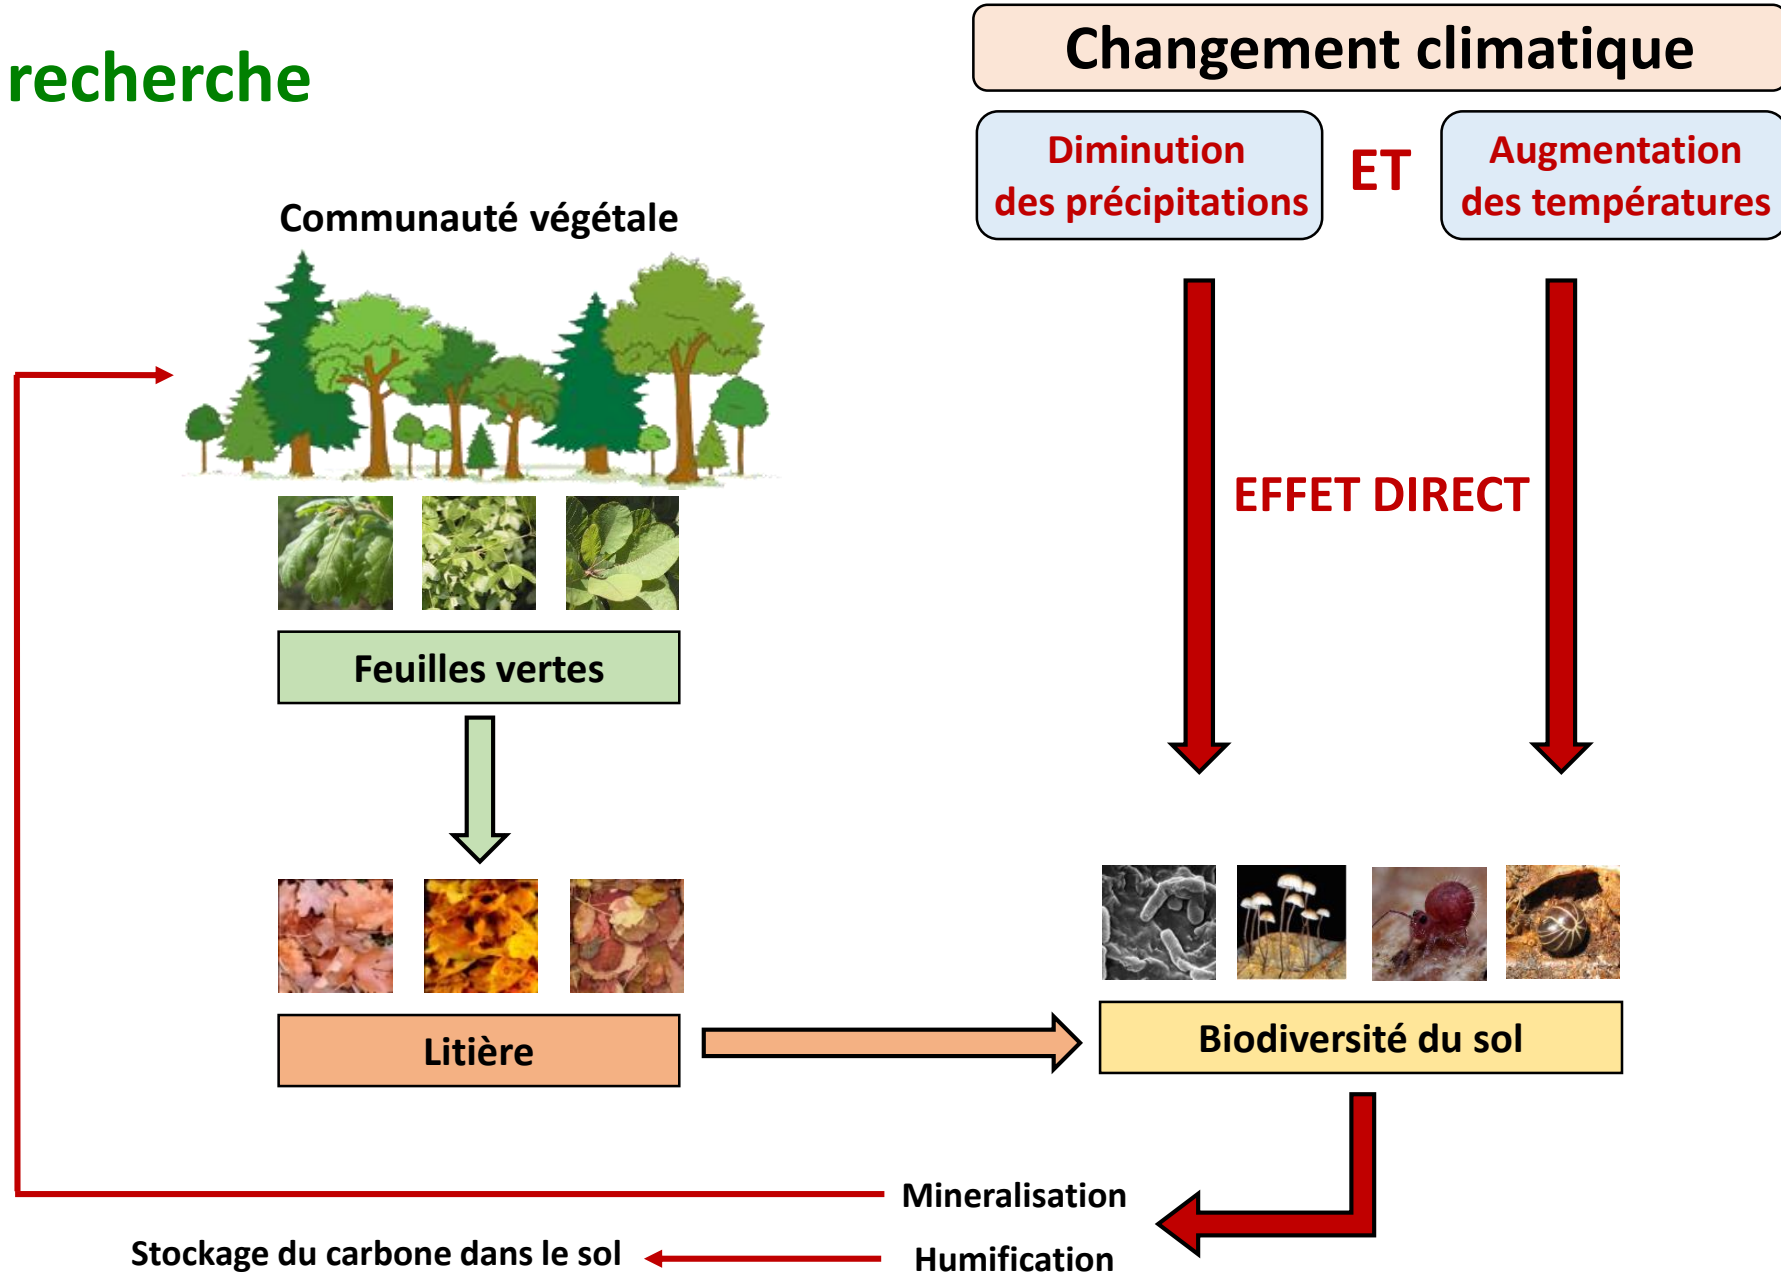 recherche
Changement climatique
Diminution
des précipitations
ET
Augmentation
des températures
Communauté végétale
EFFET DIRECT
Feuilles vertes
Litière
Biodiversité du sol
Mineralisation
Stockage du carbone dans le sol
Humification